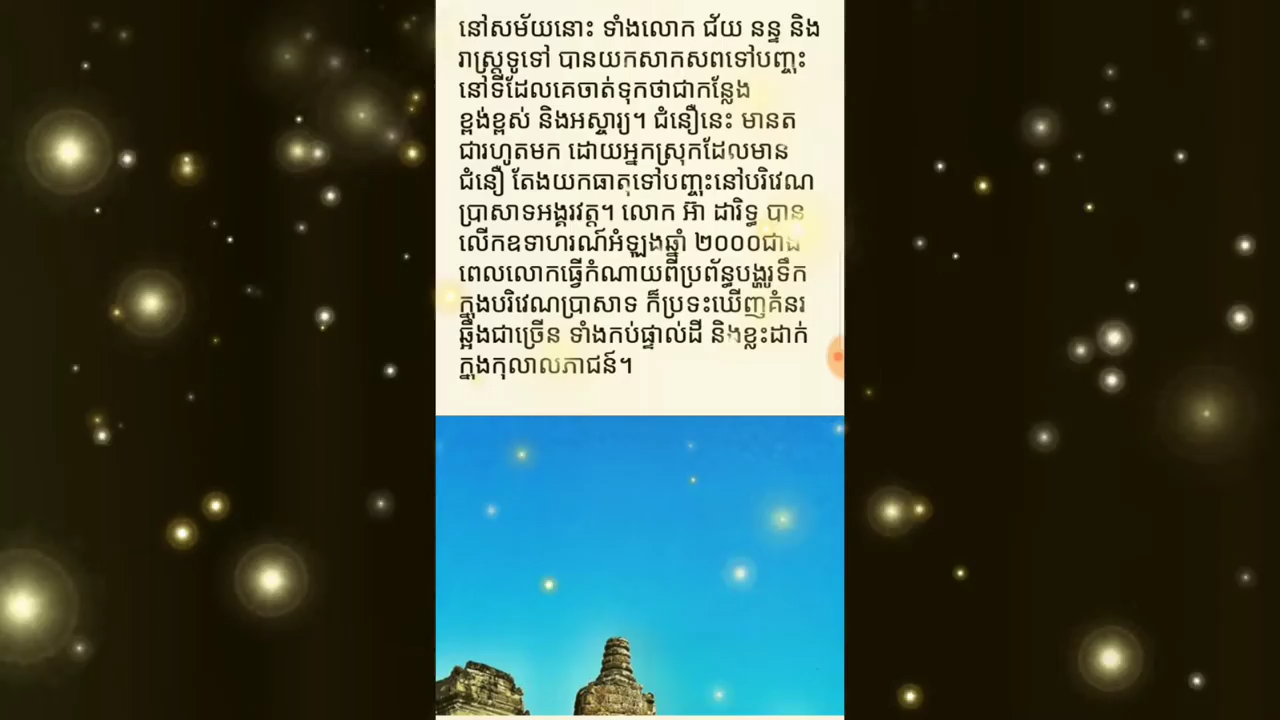 នៅសម័យនោះ ទាំងលោក ជ័យ នន្ទ និង
រាស្ត្រទូទៅ បានយកសាកសពទៅបញ្ចុះ
នៅទីដែលគេចាត់ទុកថាជាកន្លែង
ខ្ពង់ខ្ពស់ និងអស្ចារ្យ។ ជំនឿនេះ មានត
ជារហូតមក ដោយអ្នកស្រុកដែលមាន
ជំនឿ តែងយកធាតុទៅបញ្ចុះនៅបរិវេណ
ប្រាសាទអង្គរវត្ត។ លោក អ៊ា ដារិទ្ធ បាន
លើកឧទាហរណ៍អំឡុងឆ្នាំ ២០០០ជាង
ពេលលោកធ្វើកំណាយពីប្រព័ន្ធបង្ហូរទឹក
ក្នុងបរិវេណប្រាសាទ ក៏ប្រទះឃើញគំនរ
ឆ្អឹងជាច្រើន ទាំងកប់ផ្ទាល់ដី និងខ្លះដាក់
ក្នុងកុលាលភាជន៍។